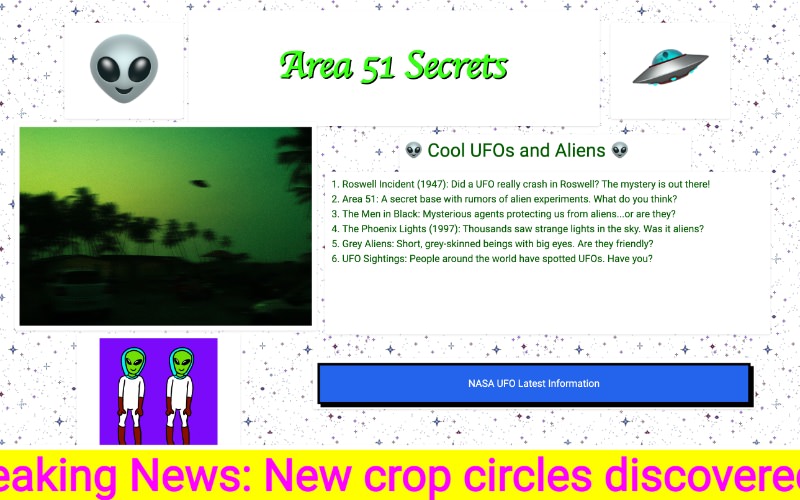 Area 51 Secrets
👽 Cool UFOs and Aliens 👽
1. Roswell Incident (1947): Did a UFO really crash in Roswell? The mystery is out there!
2. Area 51: A secret base with rumors of alien experiments. What do you think?
3. The Men in Black: Mysterious agents protecting us from aliens...or are they?
4. The Phoenix Lights (1997): Thousands saw strange lights in the sky. Was it aliens?
5. Grey Aliens: Short, grey-skinned beings with big eyes. Are they friendly?
6. UFO Sightings: People around the world have spotted UFOs. Have you?
NASA UFO Latest Information
eaking News: New crop circles discovered